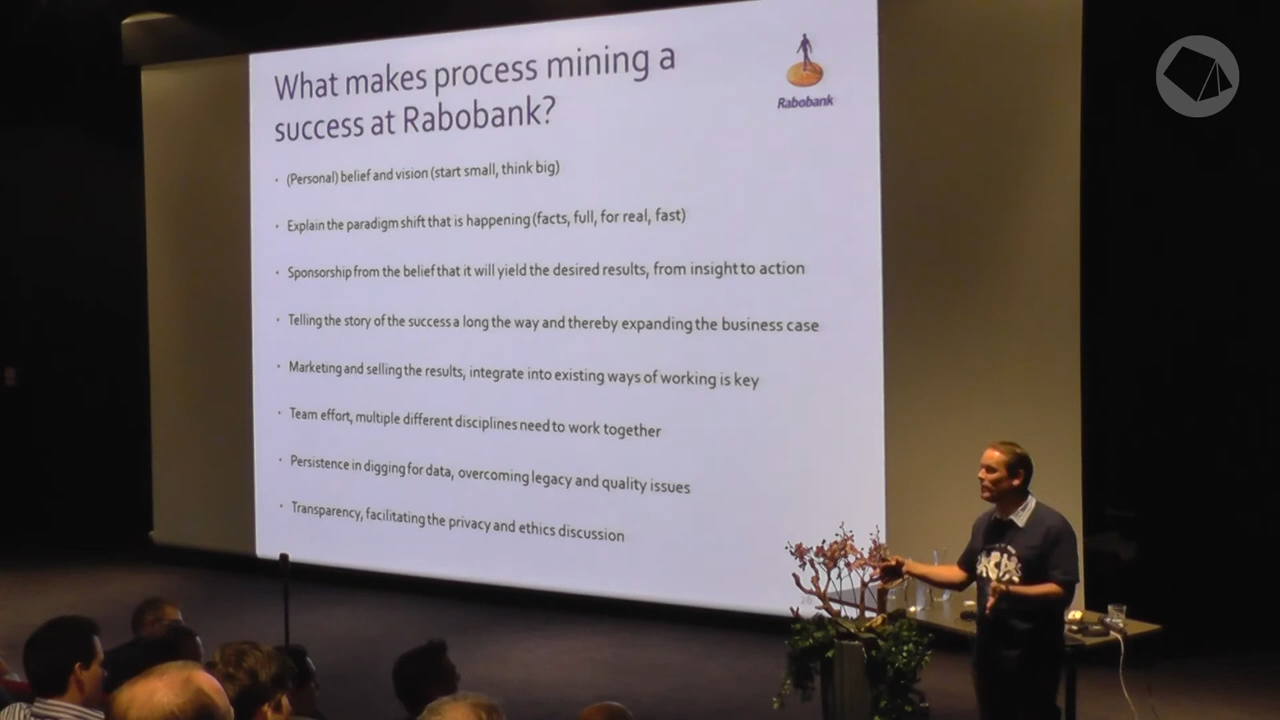 What makes process mining a
success at Rabobank?
Rabobank
• (Personal) belief and vision (start small, think big)
• Explain the paradigm shift that is happening (facts, full, for real, fast)
• Sponsorship from the belief that it will yield the desired results, from insight to action
• Telling the story of the success a long the way and thereby expanding the business case
• Marketing and selling the results, integrate into existing ways of working is key
• Team effort, multiple different disciplines need to work together
• Persistence in digging for data, overcoming legacy and quality issues
• Transparency, facilitating the privacy and ethics discussion